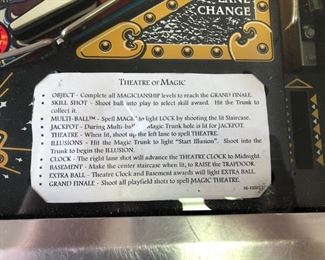 LANE
CHANGE
THEATRE OF MAGIC
• OBJECT - Complete all MAGICIANSHIP levels to reach the GRAND FINALE.
• SKILL SHOT - Shoot ball into play to select skill award. Hit the Trunk to
collect it.
• MULTI-BALL™ - Spell MAGIC to light LOCK by shooting the lit Staircase.
• JACKPOT - During Multi-ball Magic Trunk hole is lit for JACKPOT.
• THEATRE - When lit, shoot up the left lane to spell THEATRE.
• ILLUSIONS - Hit the Magic Trunk to light "Start Illusion". Shoot into the
Trunk to begin the ILLUSION.
• CLOCK - The right lane shot will advance the THEATRE CLOCK to Midnight.
• BASEMENT - Make the center staircase when lit, to RAISE the TRAPDOOR.
• EXTRA BALL - Theatre Clock and Basement awards will light EXTRA BALL.
• GRAND FINALE - Shoot all playfield shots to spell MAGIC THEATRE.